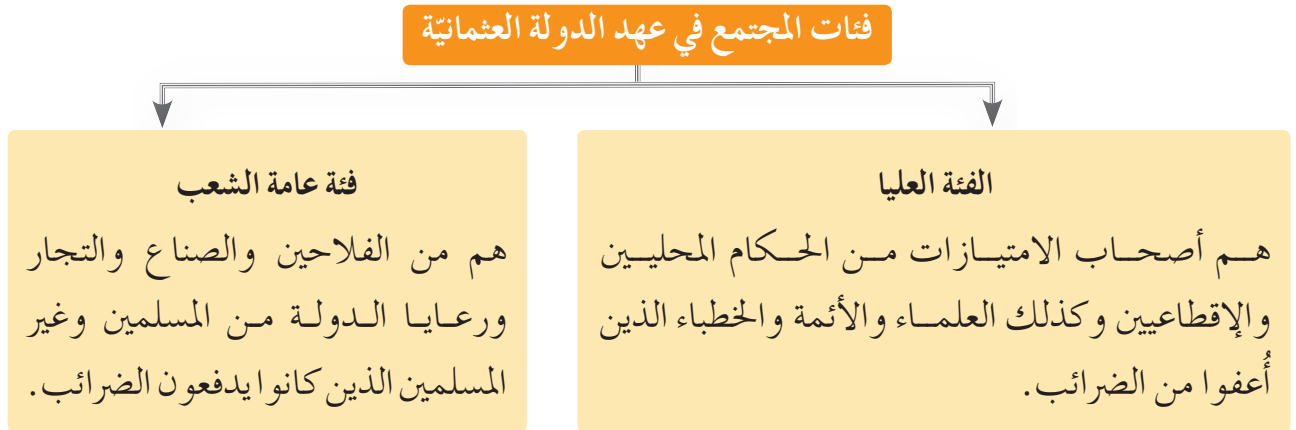 فئات المجتمع في عهد الدولة العثمانيّة
الفئة العليا
هم أصحاب الامتيازات من الحكام المحليين
والإقطاعيين وكذلك العلماء والأئمة والخطباء الذين
أُعفوا من الضرائب.
فئة عامة الشعب
هم من الفلاحين والصناع والتجار
ورعايا الدولة من المسلمين وغير
المسلمين الذين كانوا يدفعون الضرائب.